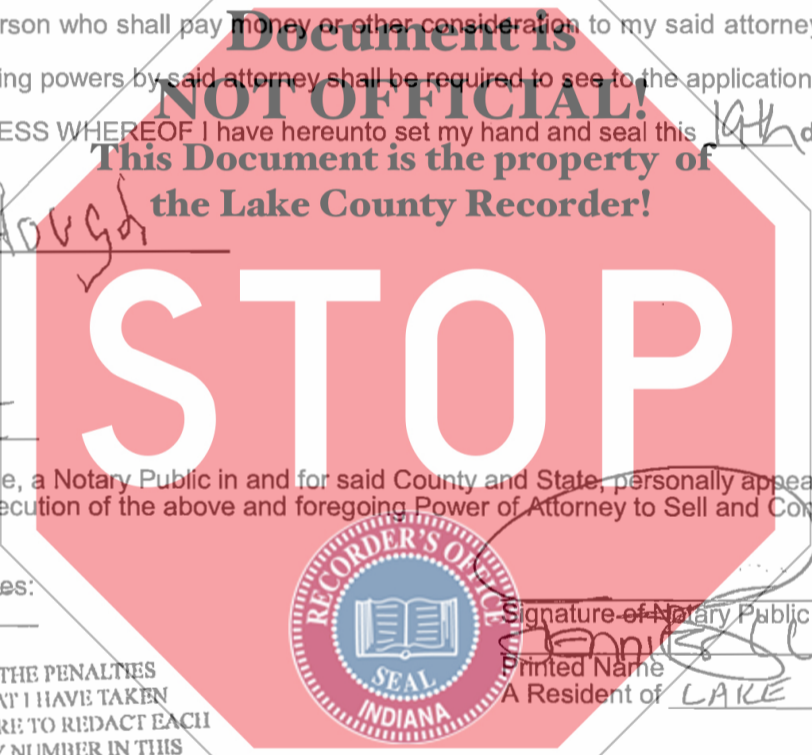 rson who shall pay money or other consideration to my said attorney
Document is
ing powers by said attorney shall be required to see to the application
NOT OFFICIAL!
ESS WHEREOF I have hereunto set my hand and seal this 19th d
This Document is the property of
the Lake County Recorder!
STOP
e, a Notary Public in and for said County and State, personally appea
ecution of the above and foregoing Power of Attorney to Sell and Con
RECORDER'S OFFICE
es:
Signature of Notary Public
SEAL
INDIANA
Printed Name
A Resident of LAKE
THE PENALTIES
AT I HAVE TAKEN
RE TO REDACT EACH
Y NUMBER IN THIS